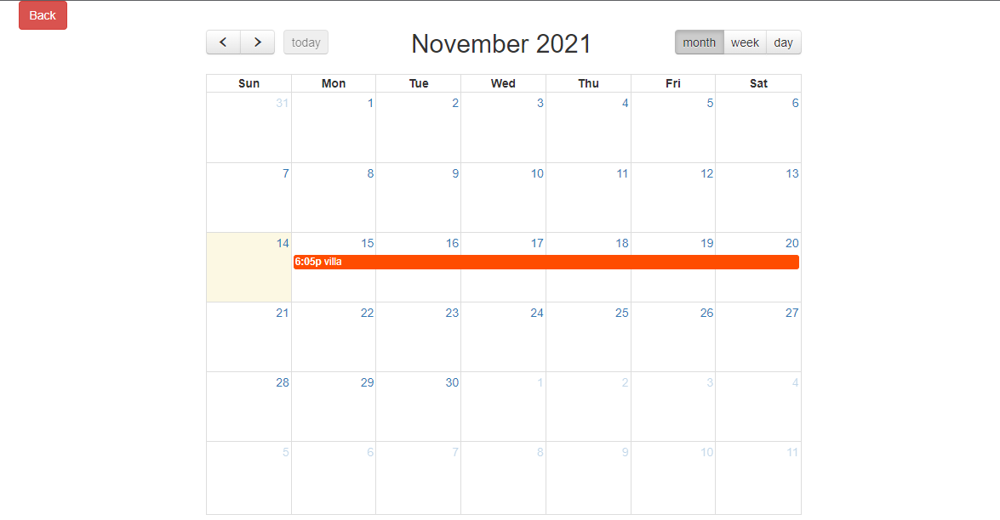 Back
today November 2021 month week day
Sun Mon Tue Wed Thu Fri Sat
31 1 2 3 4 5 6
7 8 9 10 11 12 13
14 15 16 17 18 19 20
6:05p villa
21 22 23 24 25 26 27
28 29 30 1 2 3 4
5 6 7 8 9 10 11